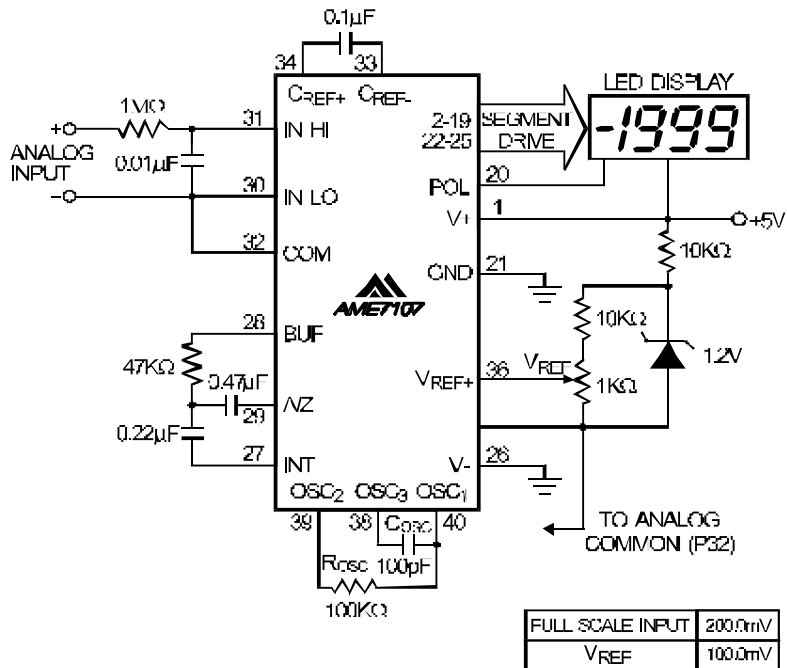 0.1µF
34
33
CREF+
CREF-
LED DISPLAY
-1999
1MΩ
31
IN HI
2-19
22-25
SEGMENT
DRIVE
+
ANALOG
INPUT
0.01µF
20
POL
30
IN LO
1
V+
+5V
32
COM
10KΩ
GND
21
AME7107
28
BUF
10KΩ
1.2V
47KΩ
VREF
36
VREF+
1KΩ
0.47µF
29
A/Z
0.22µF
27
INT
V-
26
OSC2
OSC3
OSC1
39
38
COSC
40
TO ANALOG
COMMON (P32)
ROSC
100pF
100KΩ
FULL SCALE INPUT 200.0mV
VREF 100.0mV